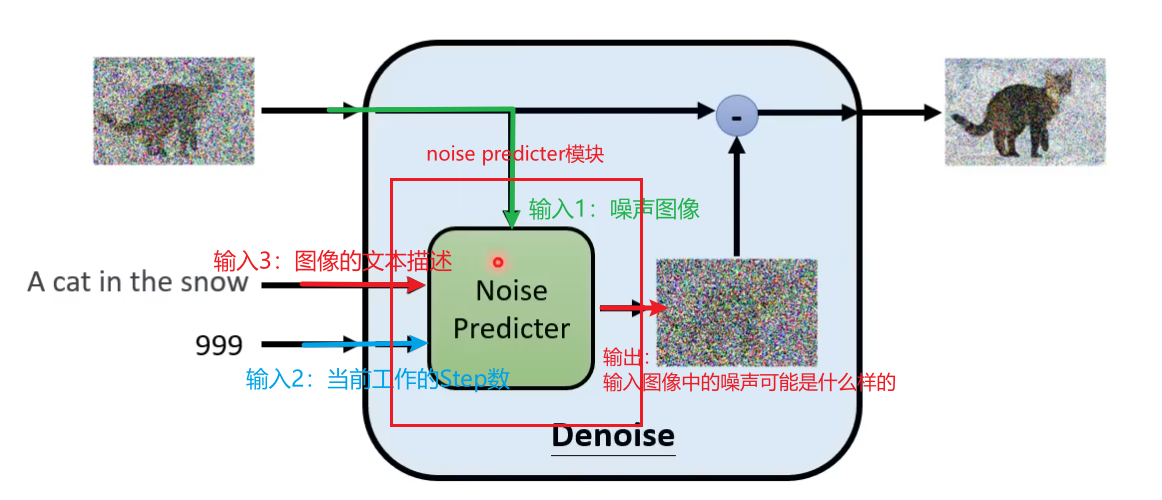 noise predicter模块
输入1：噪声图像
输入3：图像的文本描述
A cat in the snow
Noise
Predicter
999
输入2：当前工作的Step数
输出：
输入图像中的噪声可能是什么样的
Denoise
-